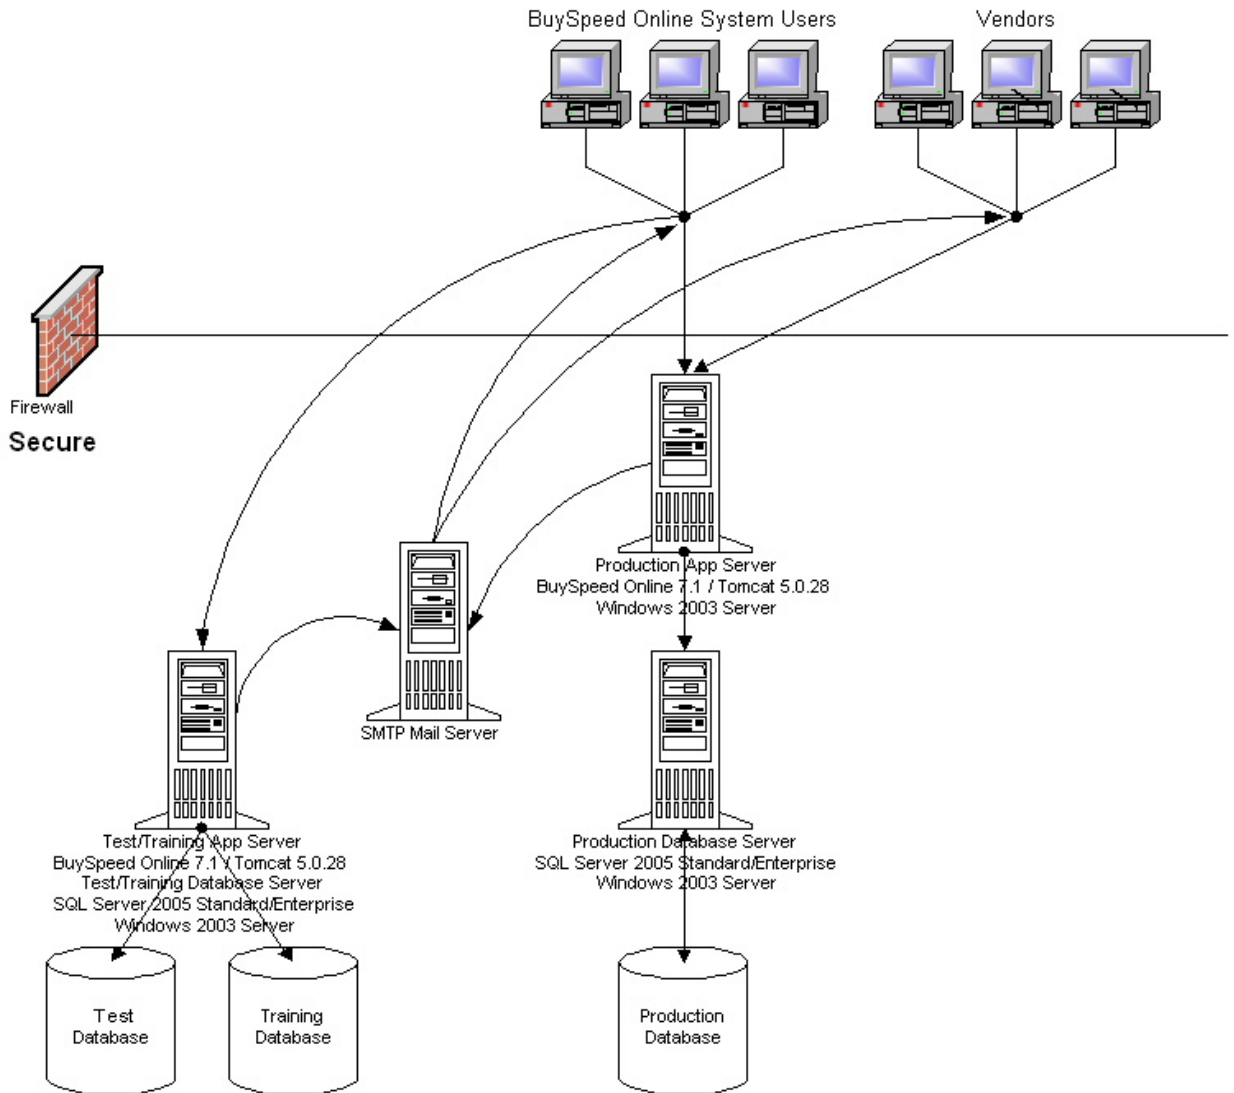 BuySpeed Online System Users
Vendors
Firewall
Secure
Production App Server
BuySpeed Online 7.1 / Tomcat 5.0.28
Windows 2003 Server
SMTP Mail Server
Test/Training App Server
BuySpeed Online 7.1 / Tomcat 5.0.28
Test/Training Database Server
SQL Server 2005 Standard/Enterprise
Windows 2003 Server
Production Database Server
SQL Server 2005 Standard/Enterprise
Windows 2003 Server
Test
Database
Training
Database
Production
Database